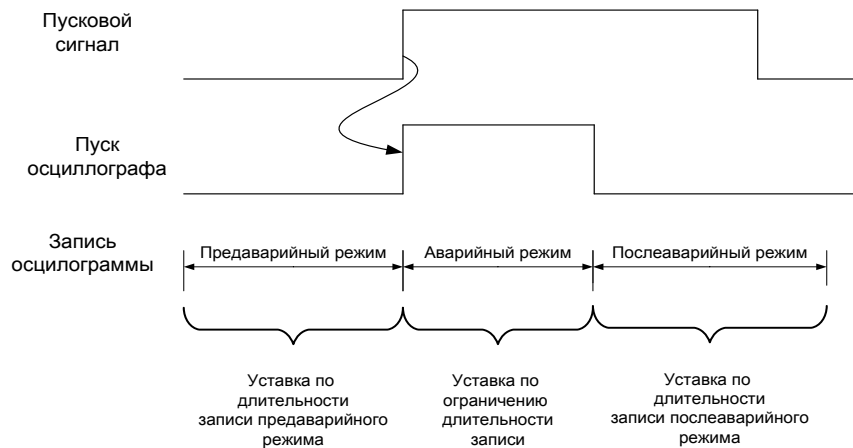 Пусковой
сигнал
Пуск
осциллографа
Запись
осцилограммы
Предаварийный режим
Аварийный режим
Послеаварийный режим
Уставка по
длительности
записи предаварийного
режима
Уставка по
ограничению
длительности
записи
Уставка по
длительности
записи послеаварийного
режима